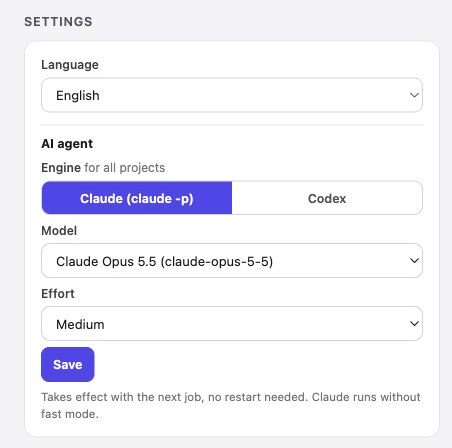 SETTINGS
Language
English
AI agent
Engine for all projects
Claude (claude -p)
Codex
Model
Claude Opus 5.5 (claude-opus-5-5)
Effort
Medium
Save
Takes effect with the next job, no restart needed. Claude runs without
fast mode.